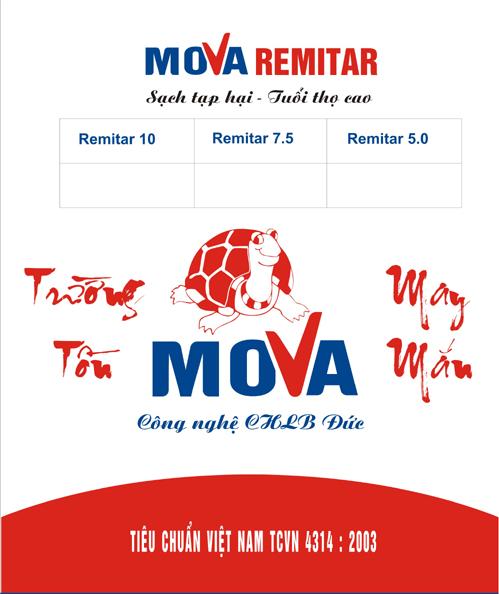 MOVA REMITAR
Sạch tạp hại - Tuổi thọ cao
Remitar 10 Remitar 7.5 Remitar 5.0
Trường Tồn
May Mắn
MOVA
Công nghệ CHLB Đức
TIÊU CHUẨN VIỆT NAM TCVN 4314 : 2003